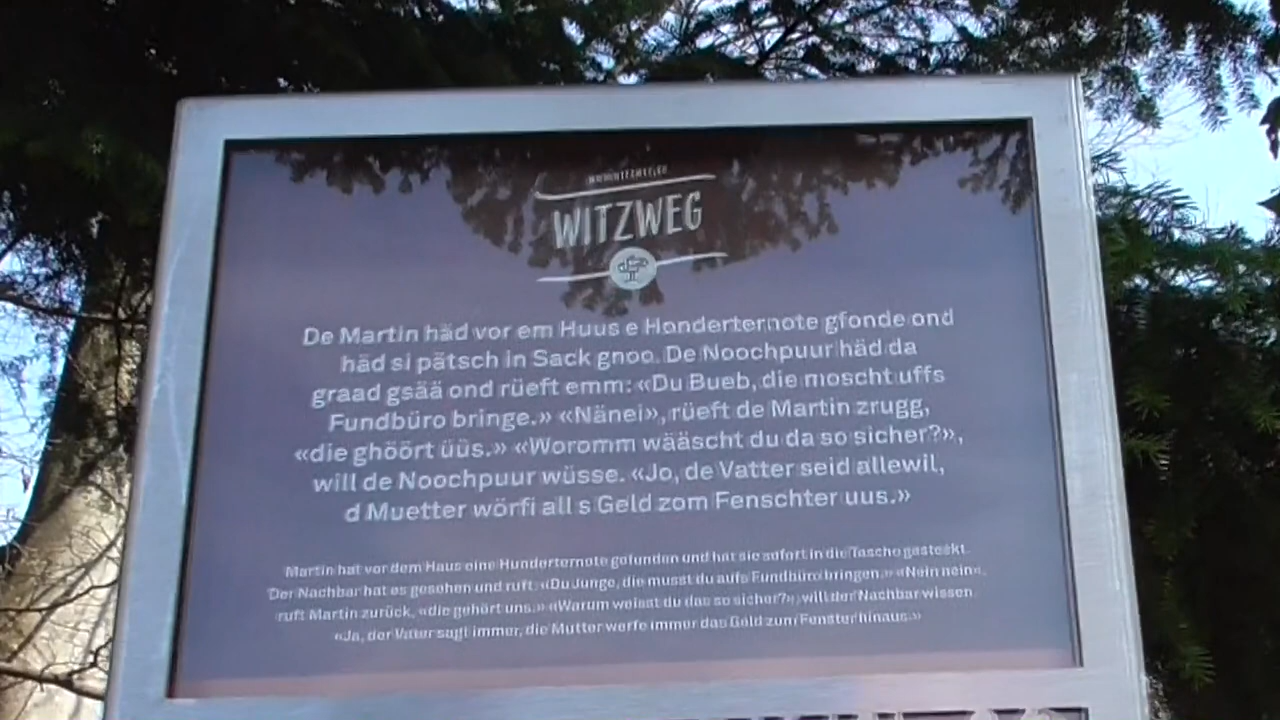 WITZWEG
De Martin häd vor em Huus e Honderternote gfonde ond
häd si pätsch in Sack gnoo. De Noochpuur häd da
graad gsää ond rüeft emm: «Du Bueb, die moscht uffs
Fundbüro bringe.» «Nänei», rüeft de Martin zrugg,
«die ghöört üüs.» «Woromm wääscht du da so sicher?»,
will de Noochpuur wüsse. «Jo, de Vatter seid allewil,
d Muetter wörfi all s Geld zom Fenschter uus.»
Martin hat vor dem Haus eine Hunderternote gefunden und hat sie sofort in die Tasche gesteckt.
Der Nachbar hat es gesehen und ruft: «Du Junge, die musst du aufs Fundbüro bringen.» «Nein nein»,
ruft Martin zurück, «die gehört uns.» «Warum weisst du das so sicher?», will der Nachbar wissen.
«Ja, der Vater sagt immer, die Mutter werfe immer das Geld zum Fenster hinaus.»